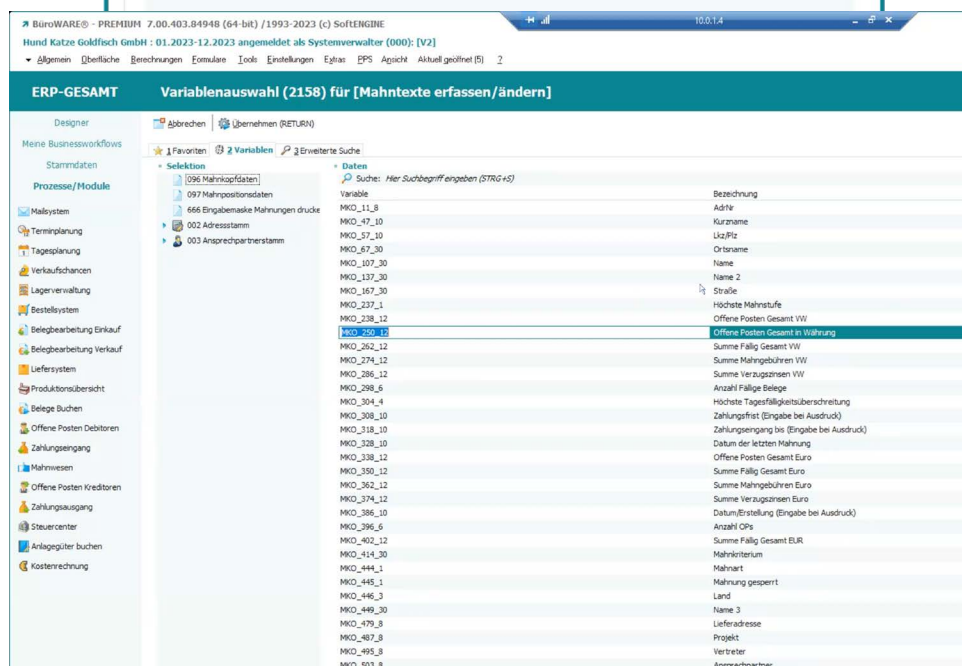 BüroWARE® - PREMIUM 7.00.403.84948 (64-bit) /1993-2023 (c) SoftENGINE
10.0.1.4
Hund Katze Goldfisch GmbH : 01.2023-12.2023 angemeldet als Systemverwalter (000): [V2]
Allgemein Oberfläche Berechnungen Formulare Tools Einstellungen Extras PPS Ansicht Aktuell geöffnet (5) ?
ERP-GESAMT
Variablenauswahl (2158) für [Mahntexte erfassen/ändern]
Designer
Meine Businessworkflows
Stammdaten
Prozesse/Module
Mailsystem
Terminplanung
Tagesplanung
Verkaufschancen
Lagerverwaltung
Bestellsystem
Belegbearbeitung Einkauf
Belegbearbeitung Verkauf
Liefersystem
Produktionsübersicht
Belege Buchen
Offene Posten Debitoren
Zahlungseingang
Mahnwesen
Offene Posten Kreditoren
Zahlungsausgang
Steuercenter
Anlagegüter buchen
Kostenrechnung
Abbrechen Übernehmen (RETURN)
1 Favoriten 2 Variablen 3 Erweiterte Suche
Selektion
096 Mahnkopfdaten
097 Mahnpositionsdaten
666 Eingabemaske Mahnungen drucke
002 Adressstamm
003 Ansprechpartnerstamm
Daten
Suche: Hier Suchbegriff eingeben (STRG+S)
Variable Bezeichnung
MKO_11_8 AdrNr
MKO_47_10 Kurzname
MKO_57_10 Lkz/Plz
MKO_67_30 Ortsname
MKO_107_30 Name
MKO_137_30 Name 2
MKO_167_30 Straße
MKO_237_1 Höchste Mahnstufe
MKO_238_12 Offene Posten Gesamt VW
MKO_250_12 Offene Posten Gesamt in Währung
MKO_262_12 Summe Fällig Gesamt VW
MKO_274_12 Summe Mahngebühren VW
MKO_286_12 Summe Verzugszinsen VW
MKO_298_6 Anzahl Fällige Belege
MKO_304_4 Höchste Tagesfälligkeitsüberschreitung
MKO_308_10 Zahlungsfrist (Eingabe bei Ausdruck)
MKO_318_10 Zahlungseingang bis (Eingabe bei Ausdruck)
MKO_328_10 Datum der letzten Mahnung
MKO_338_12 Offene Posten Gesamt Euro
MKO_350_12 Summe Fällig Gesamt Euro
MKO_362_12 Summe Mahngebühren Euro
MKO_374_12 Summe Verzugszinsen Euro
MKO_386_10 Datum/Erstellung (Eingabe bei Ausdruck)
MKO_396_6 Anzahl OPs
MKO_402_12 Summe Fällig Gesamt EUR
MKO_414_30 Mahnkriterium
MKO_444_1 Mahnart
MKO_445_1 Mahnung gesperrt
MKO_446_3 Land
MKO_449_30 Name 3
MKO_479_8 Lieferadresse
MKO_487_8 Projekt
MKO_495_8 Vertreter
MKO_503_8 Ansprechpartner